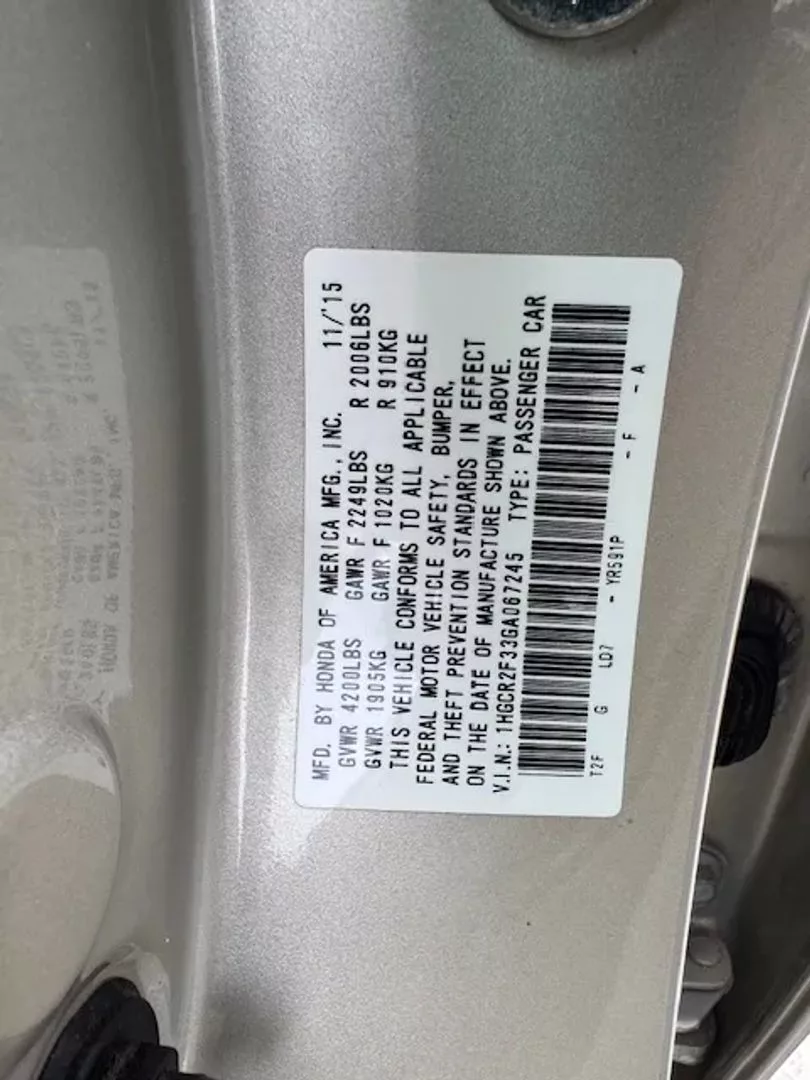 MFD. BY HONDA OF AMERICA MFG., INC. 11/'15
GVWR 4200LBS GAWR F 2249LBS R 2006LBS
GVWR 1905KG GAWR F 1020KG R 910KG
THIS VEHICLE CONFORMS TO ALL APPLICABLE
FEDERAL MOTOR VEHICLE SAFETY, BUMPER,
AND THEFT PREVENTION STANDARDS IN EFFECT
ON THE DATE OF MANUFACTURE SHOWN ABOVE.
V.I.N.: 1HGCR2F33GA067245 TYPE: PASSENGER CAR
T2F G LD7 - YR591P - F - A